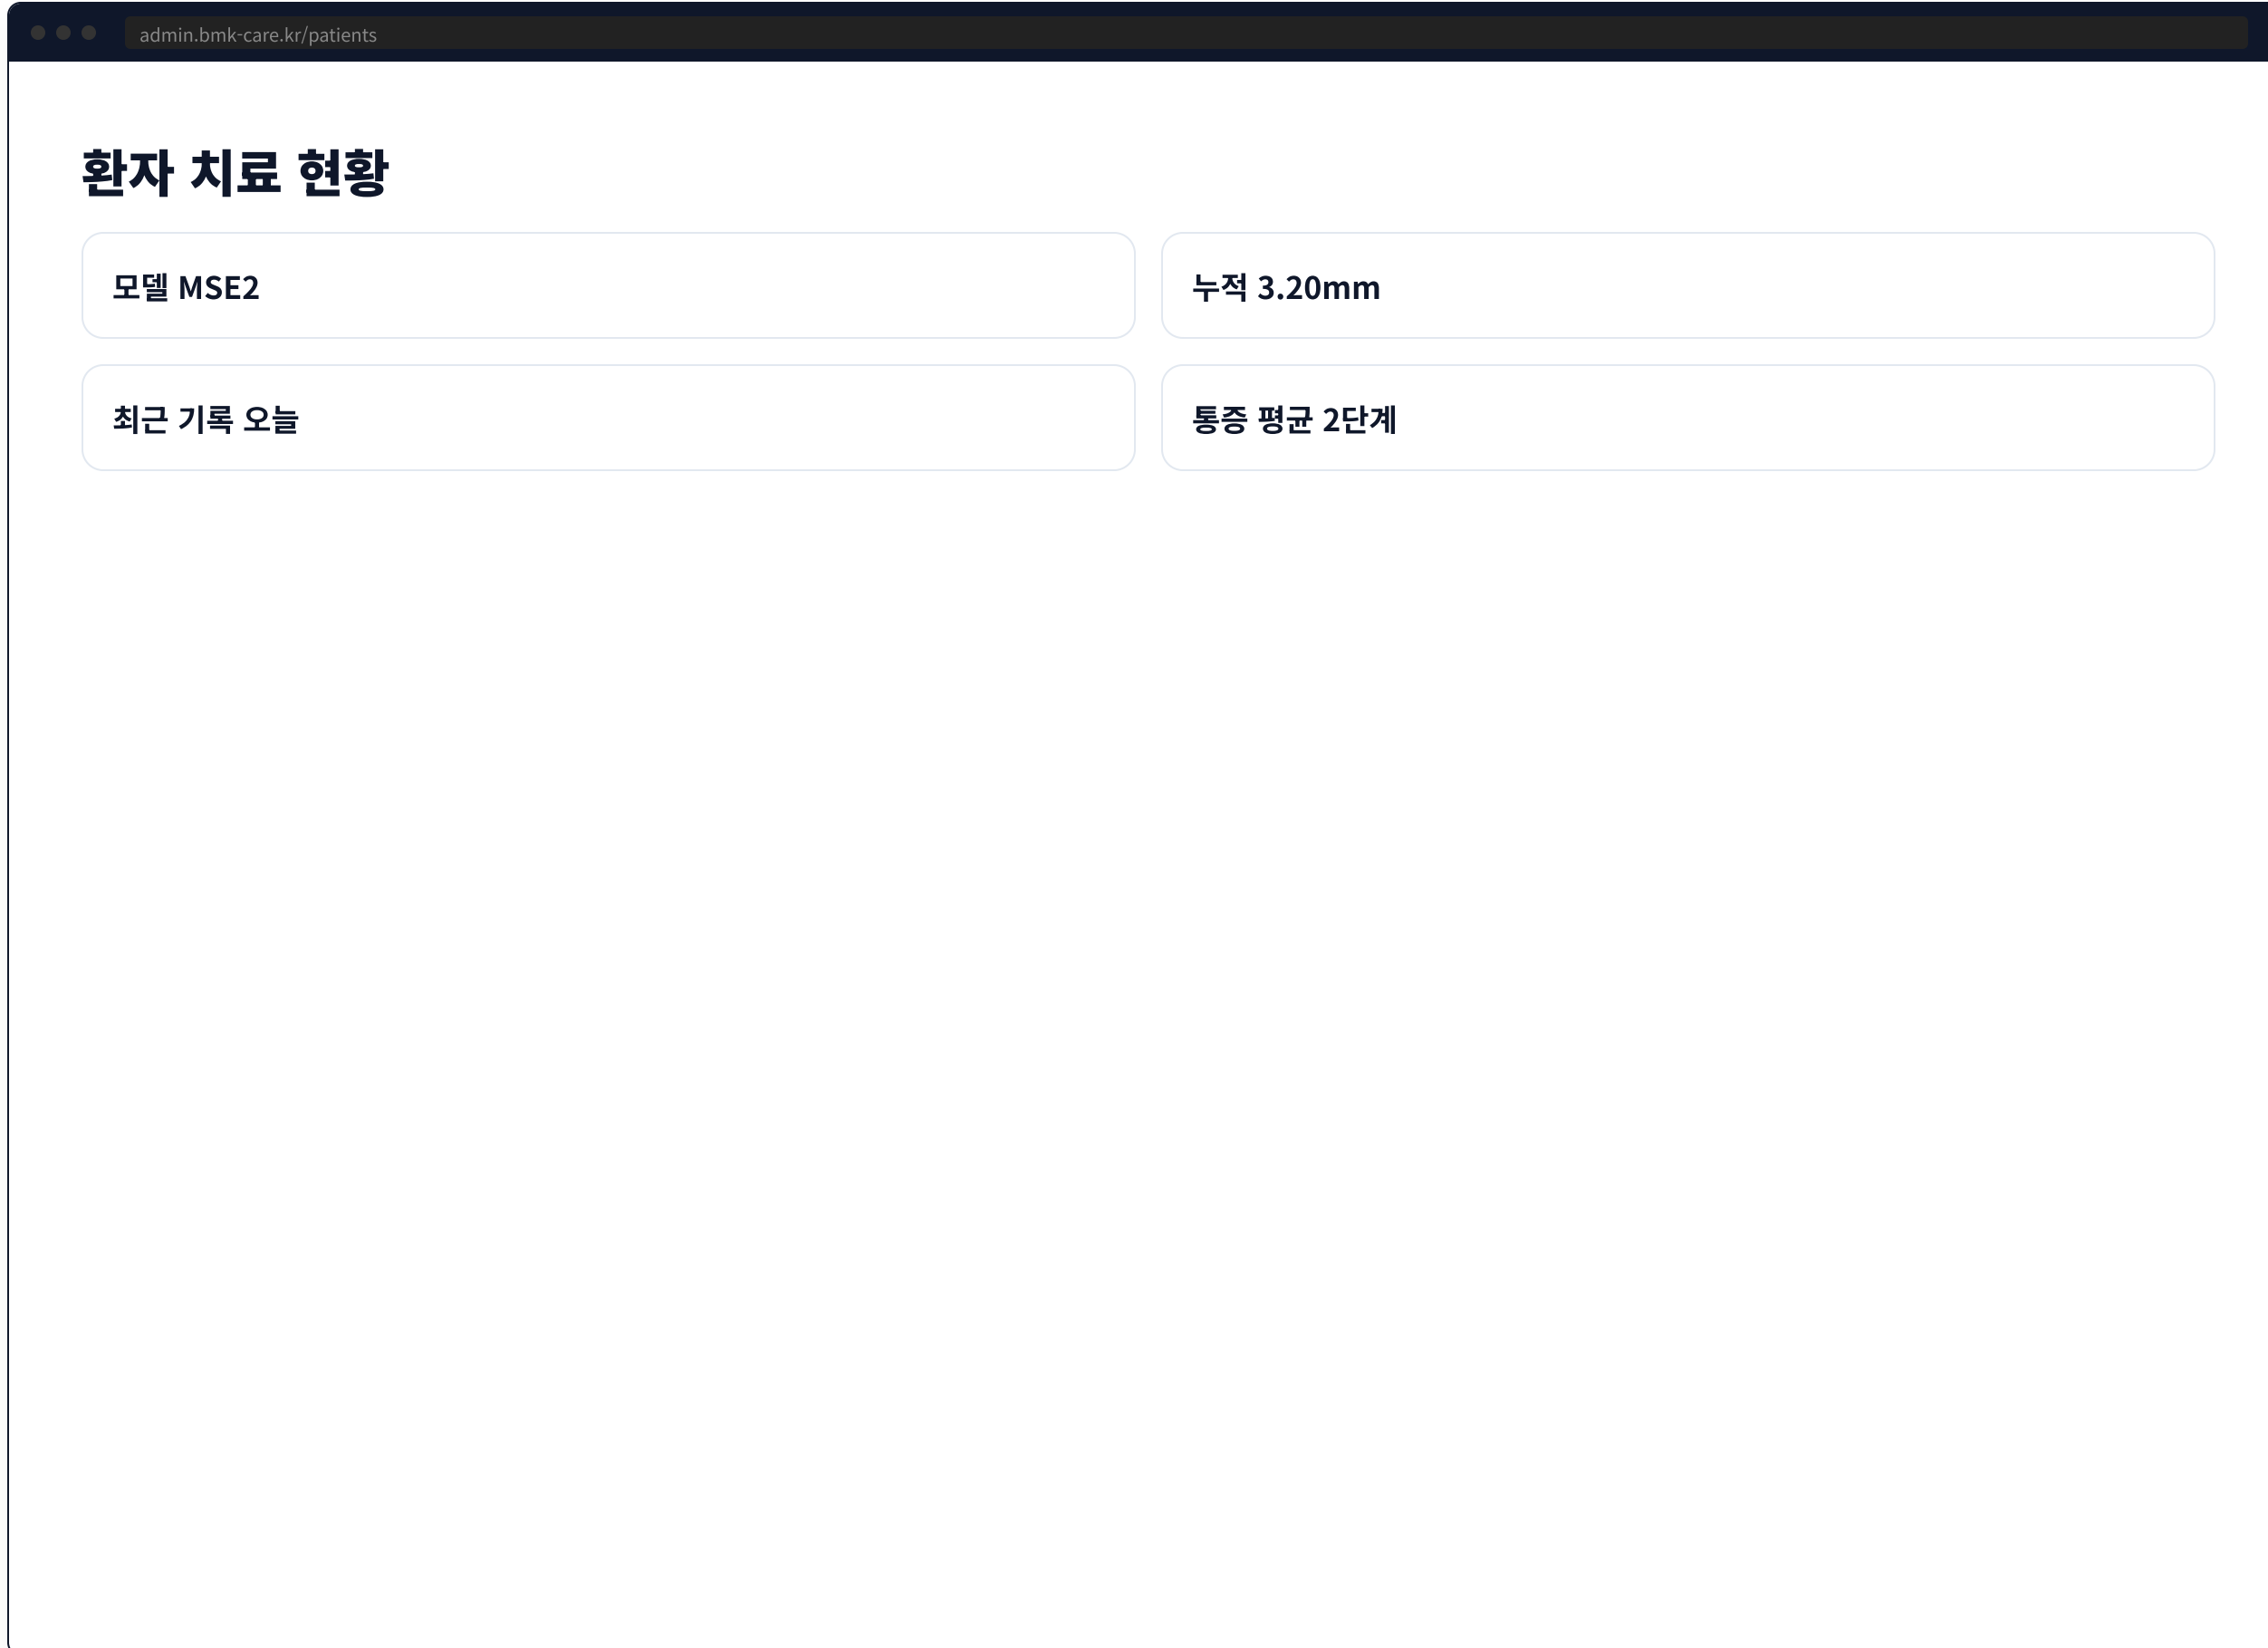 admin.bmk-care.kr/patients
환자 치료 현황
모델 MSE2
누적 3.20mm
최근 기록 오늘
통증 평균 2단계